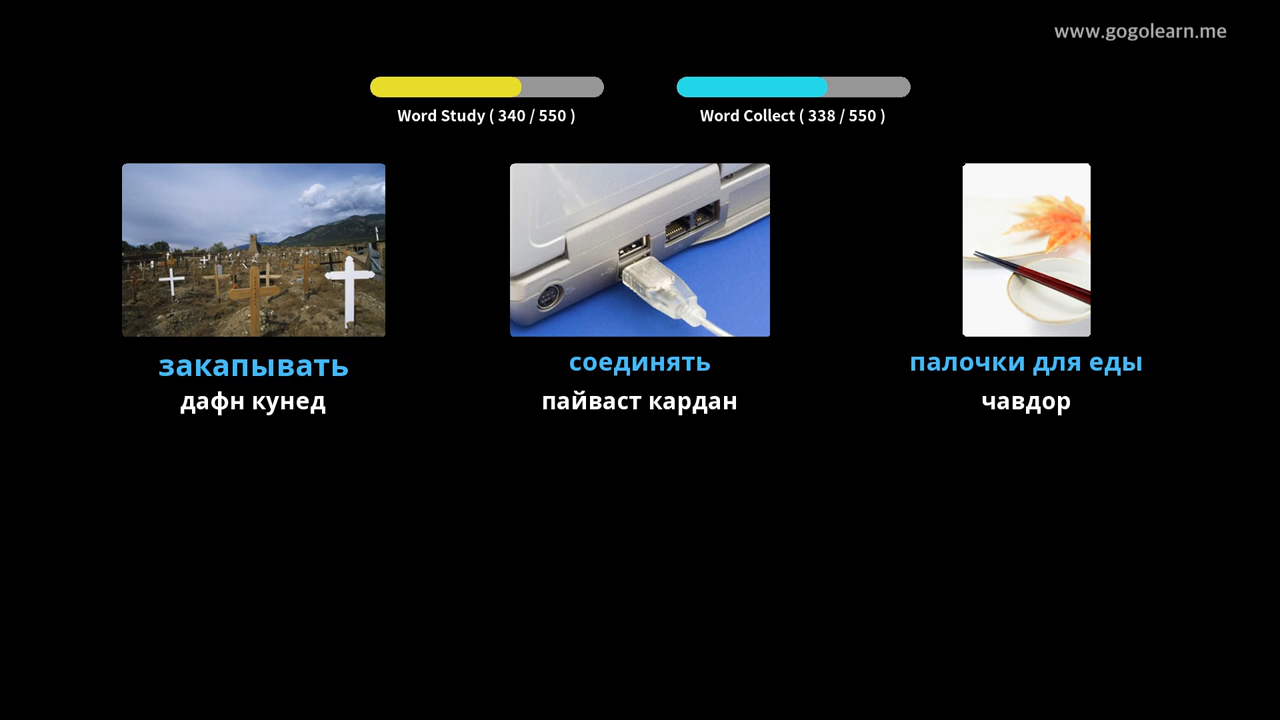 www.gogolearn.me
Word Study ( 340 / 550 )
Word Collect ( 338 / 550 )
закапывать
дафн кунед
соединять
пайваст кардан
палочки для еды
чавдор